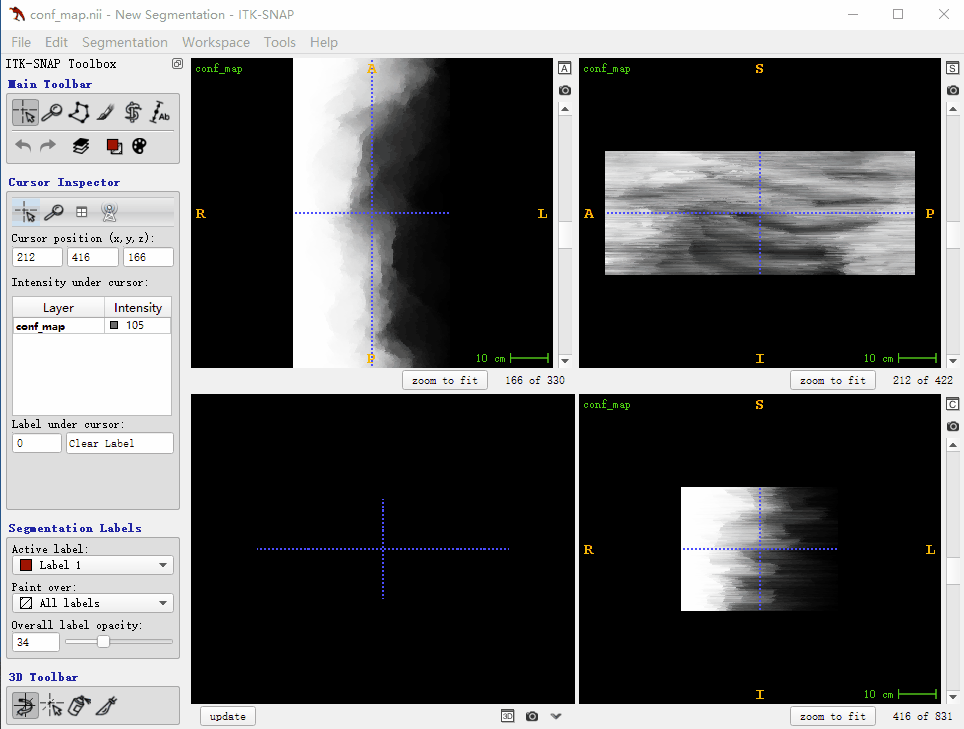 conf_map.nii - New Segmentation - ITK-SNAP
File Edit Segmentation Workspace Tools Help
ITK-SNAP Toolbox
Main Toolbar
Ab
Cursor Inspector
Cursor position (x,y,z):
212 416 166
Intensity under cursor:
Layer Intensity
conf_map 105
Label under cursor:
0 Clear Label
Segmentation Labels
Active label:
Label 1
Paint over:
All labels
Overall label opacity:
34
3D Toolbar
conf_map
A
A
R
L
P
10 cm
zoom to fit 166 of 330
conf_map
S
S
A
P
I
10 cm
zoom to fit 212 of 422
update
3D
conf_map
S
C
R
L
I
10 cm
zoom to fit 416 of 831